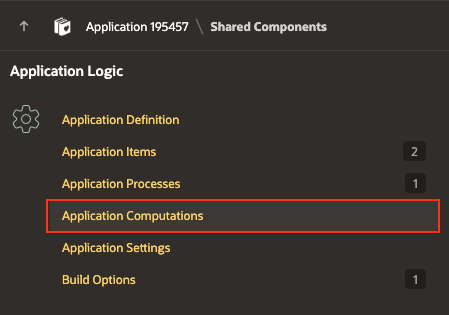 Application 195457 \ Shared Components
Application Logic
Application Definition
Application Items 2
Application Processes 1
Application Computations
Application Settings
Build Options 1